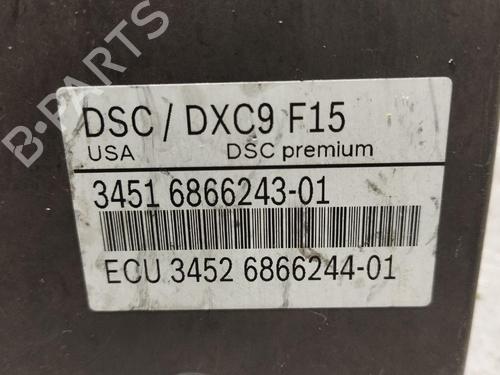 DSC / DXC9 F15
USA DSC premium
3451 6866243-01
ECU 3452 6866244-01
B-PARTS